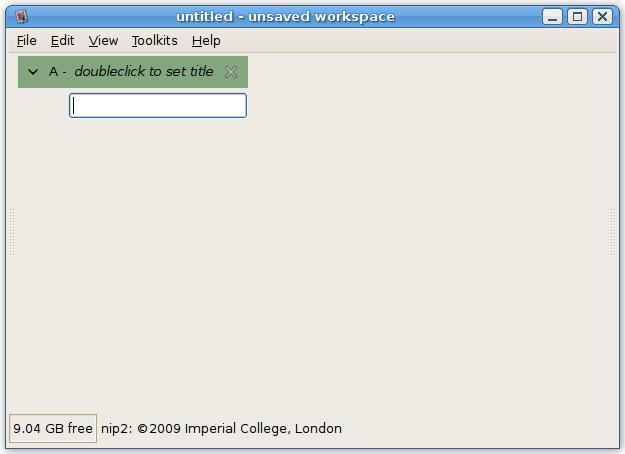 untitled - unsaved workspace
File Edit View Toolkits Help
A - doubleclick to set title
9.04 GB free nip2: ©2009 Imperial College, London